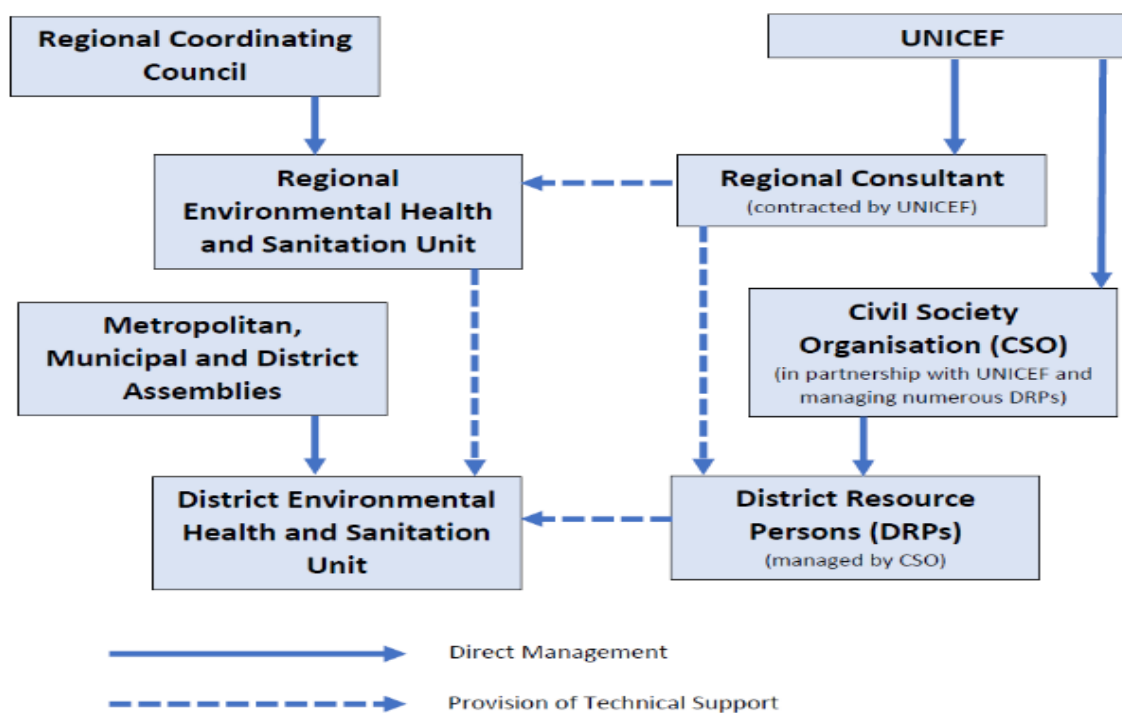 Regional Coordinating
Council
UNICEF
Regional
Environmental Health
and Sanitation Unit
Regional Consultant
(contracted by UNICEF)
Metropolitan,
Municipal and District
Assemblies
Civil Society
Organisation (CSO)
(in partnership with UNICEF and
managing numerous DRPs)
District Environmental
Health and Sanitation
Unit
District Resource
Persons (DRPs)
(managed by CSO)
Direct Management
Provision of Technical Support